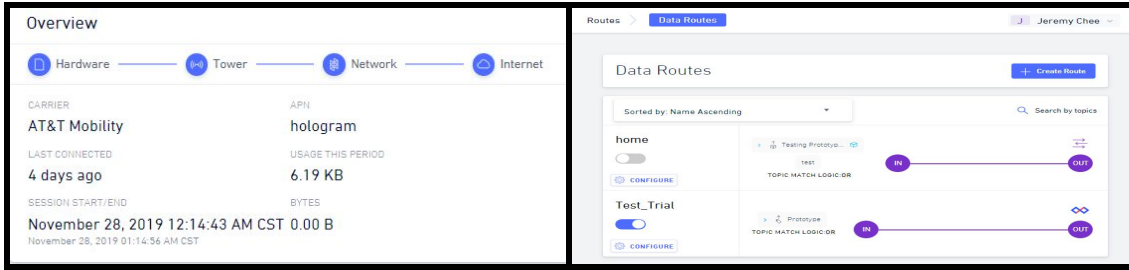 Overview
Hardware Tower Network Internet
CARRIER APN
AT&T Mobility hologram
LAST CONNECTED USAGE THIS PERIOD
4 days ago 6.19 KB
SESSION START/END BYTES
November 28, 2019 12:14:43 AM CST 0.00 B
November 28, 2019 01:14:56 AM CST
Routes > Data Routes J Jeremy Chee
Data Routes + Create Route
Sorted by: Name Ascending Search by topics
home
> Testing Prototyp...
test
TOPIC MATCH LOGIC:OR
IN OUT
CONFIGURE
Test_Trial
> Prototype
TOPIC MATCH LOGIC:OR
IN OUT
CONFIGURE